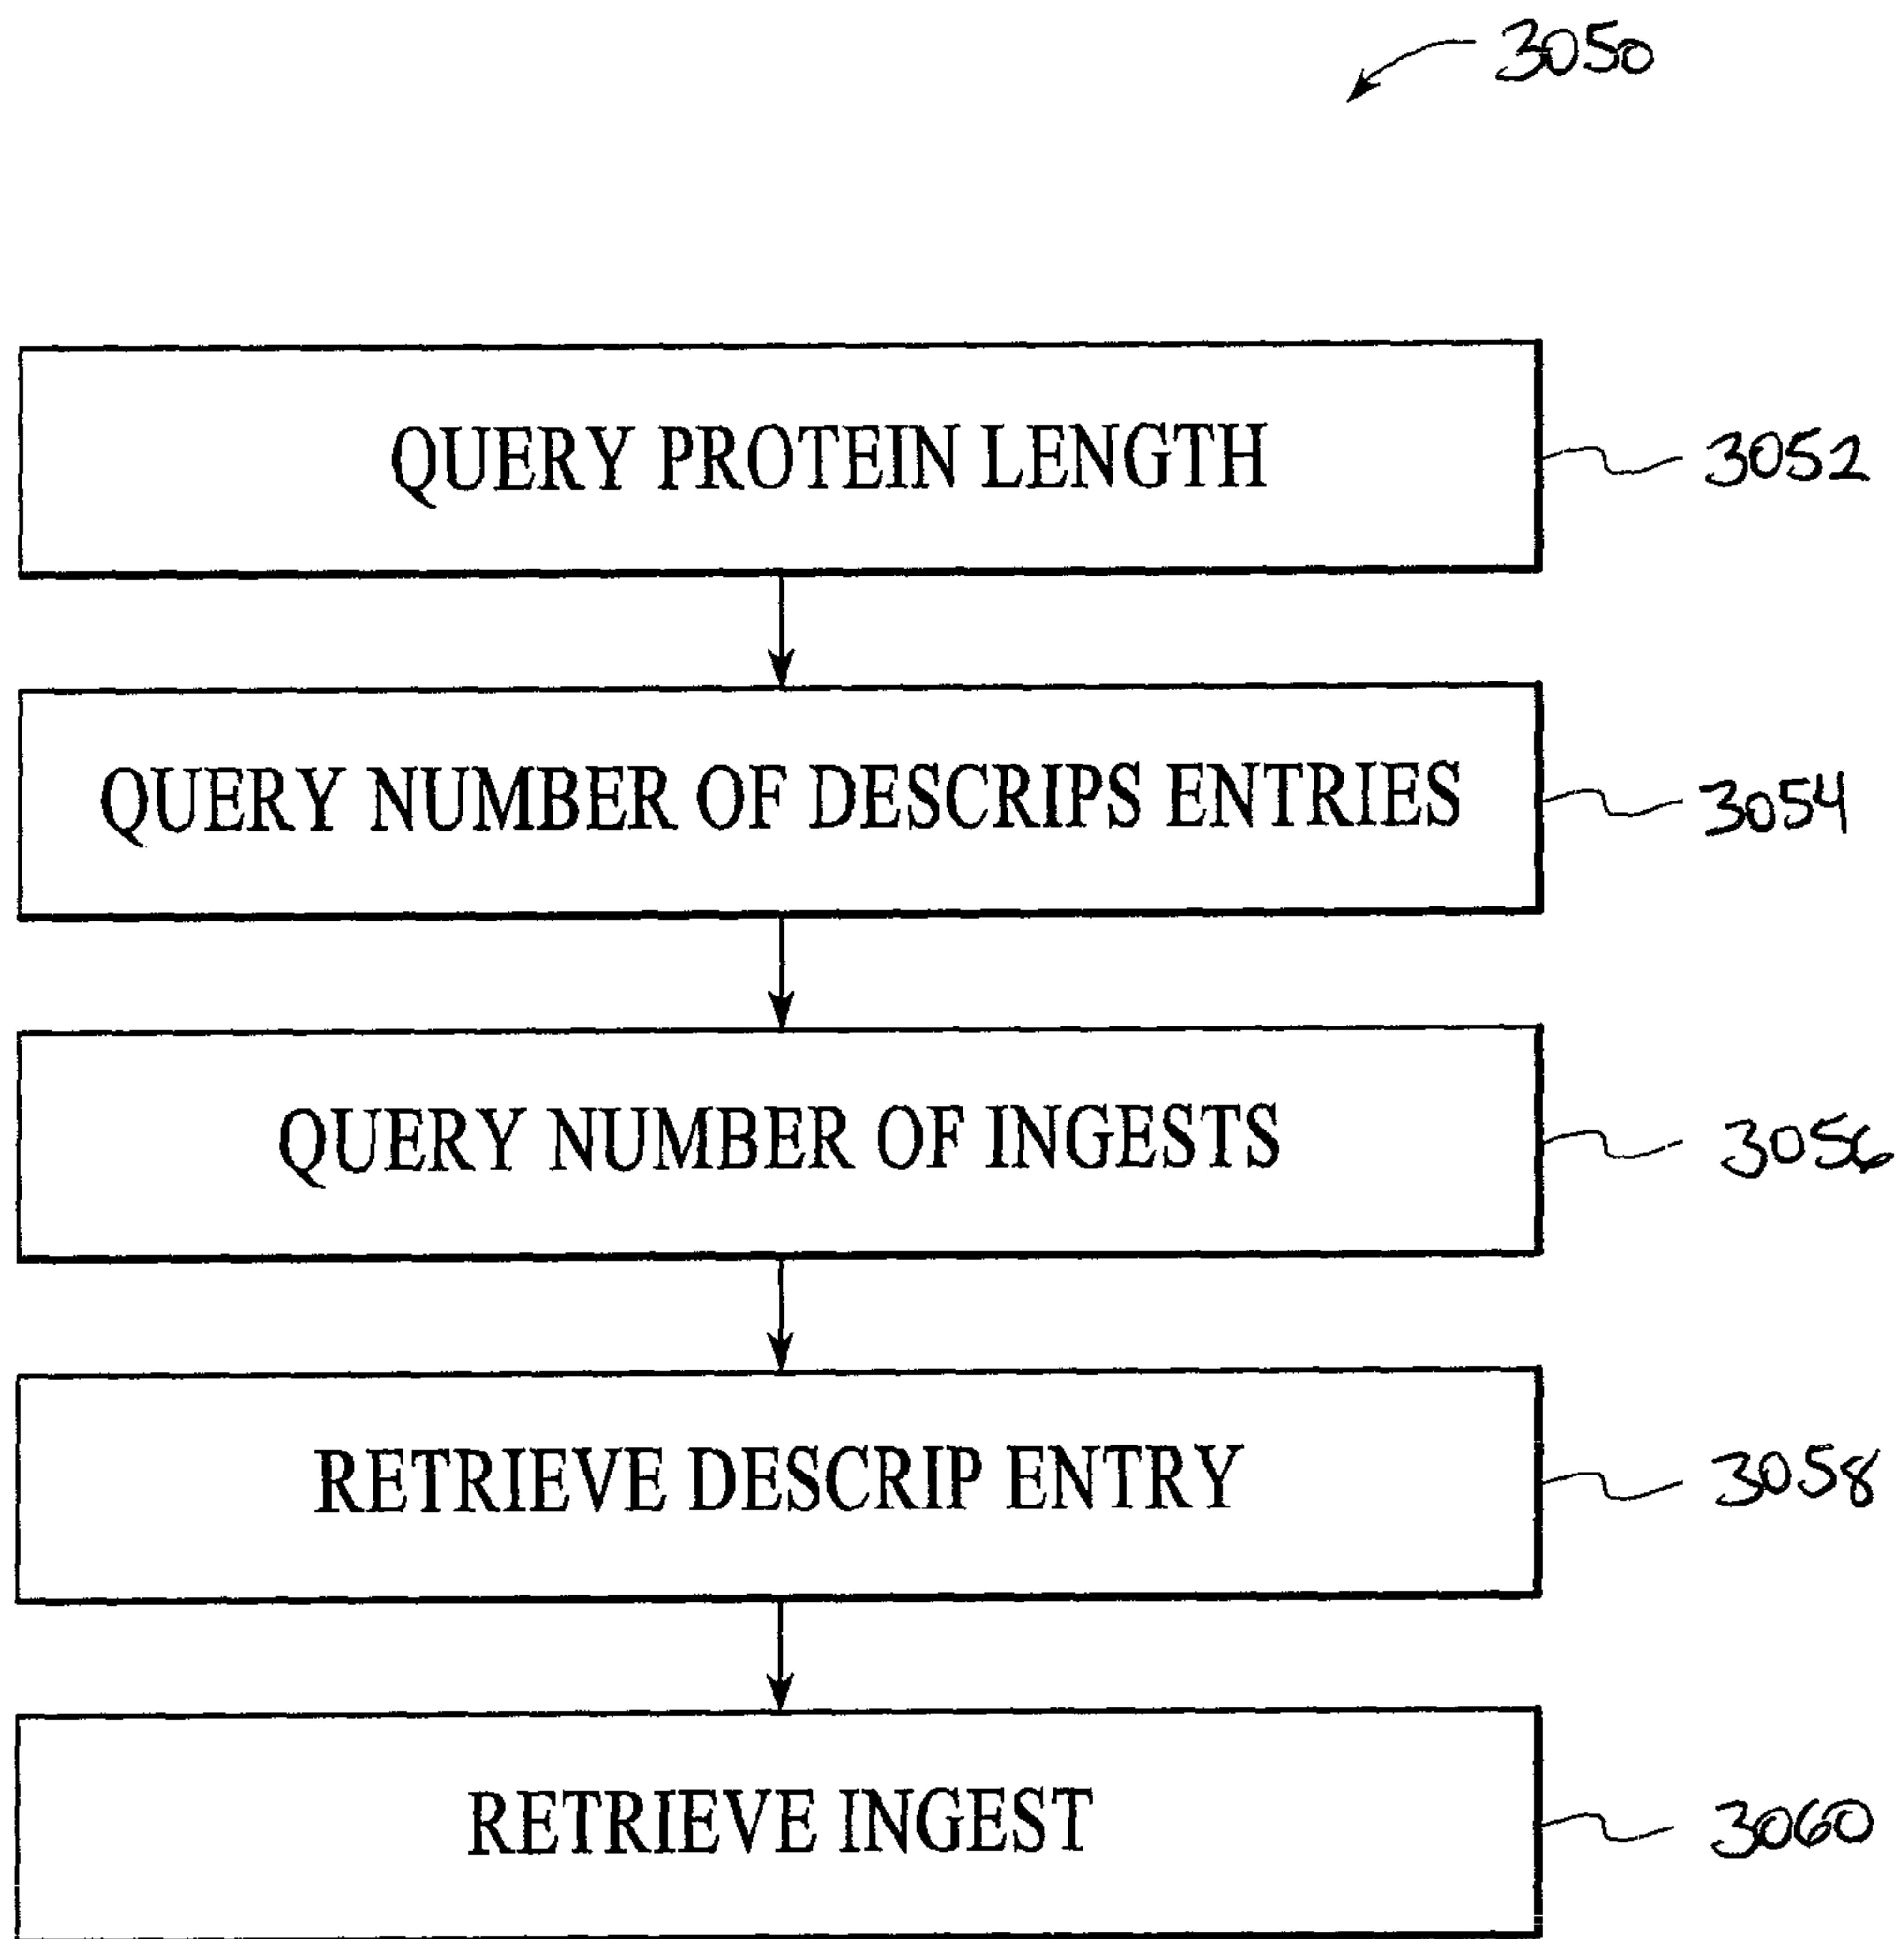 3050
QUERY PROTEIN LENGTH
3052
QUERY NUMBER OF DESCRIPS ENTRIES
3054
QUERY NUMBER OF INGESTS
3056
RETRIEVE DESCRIP ENTRY
3058
RETRIEVE INGEST
3060